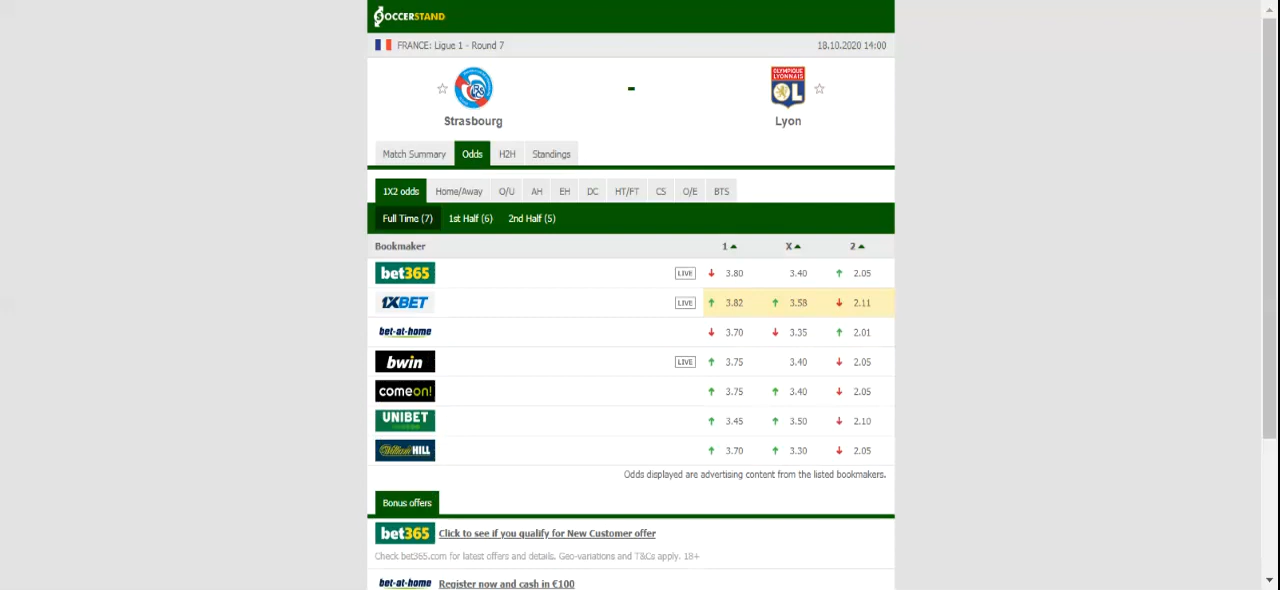 SOCCERSTAND
FRANCE: Ligue 1 - Round 7 18.10.2020 14:00
OLYMPIQUE
LYONNAIS
OL
-
Strasbourg Lyon
Match Summary Odds H2H Standings
1X2 odds Home/Away O/U AH EH DC HT/FT CS O/E BTS
Full Time (7) 1st Half (6) 2nd Half (5)
Bookmaker 1 X 2
bet365 LIVE 3.80 3.40 2.05
1XBET LIVE 3.82 3.58 2.11
bet-at-home 3.70 3.35 2.01
bwin LIVE 3.75 3.40 2.05
comeon! 3.75 3.40 2.05
UNIBET 3.45 3.50 2.10
William HILL 3.70 3.30 2.05
Odds displayed are advertising content from the listed bookmakers.
Bonus offers
bet365 Click to see if you qualify for New Customer offer
Check bet365.com for latest offers and details. Geo-variations and T&Cs apply. 18+
bet-at-home Register now and cash in €100